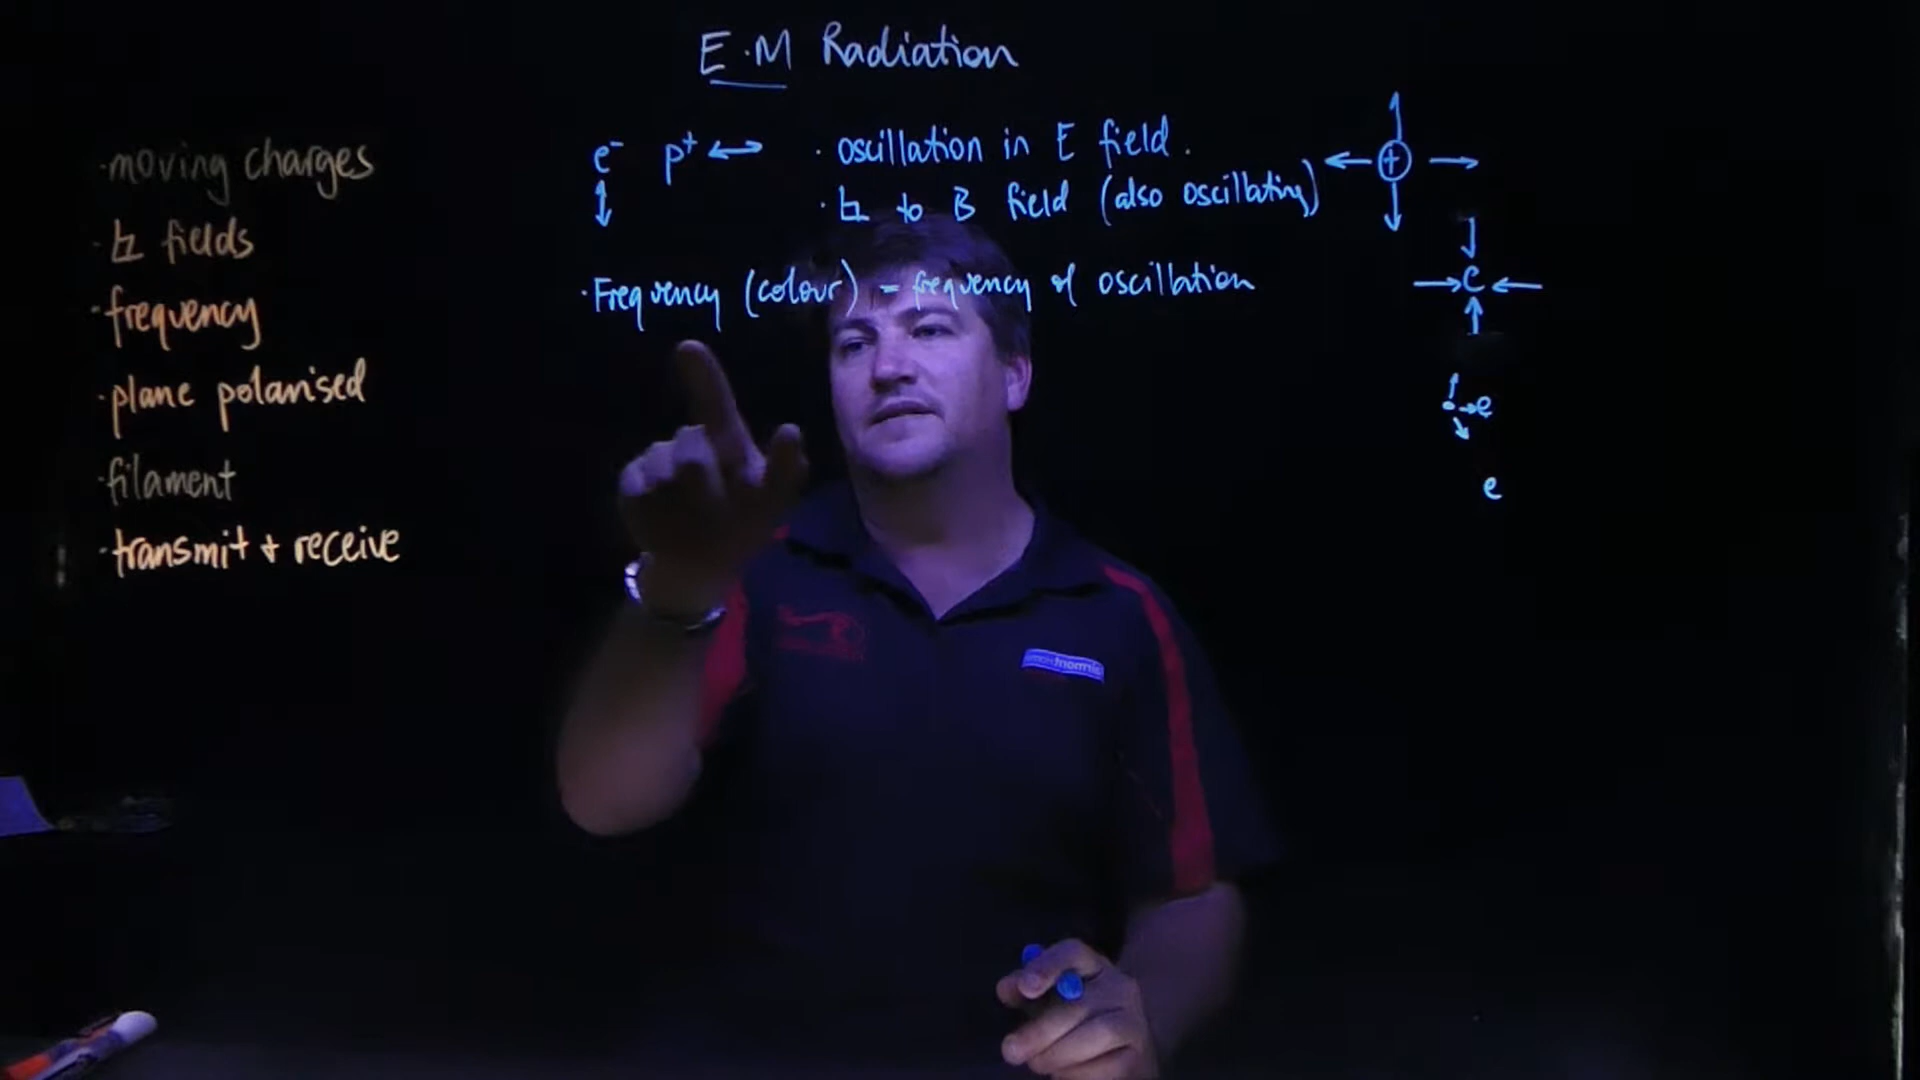 E.M Radiation
· moving charges
· ⊾ fields
· frequency
· plane polarised
· filament
· transmit + receive
e⁻ p⁺ ↔ · oscillation in E field.
↕ · ⊾ to B field (also oscillating)
· Frequency (colour) = frequency of oscillation
+
e
e
e